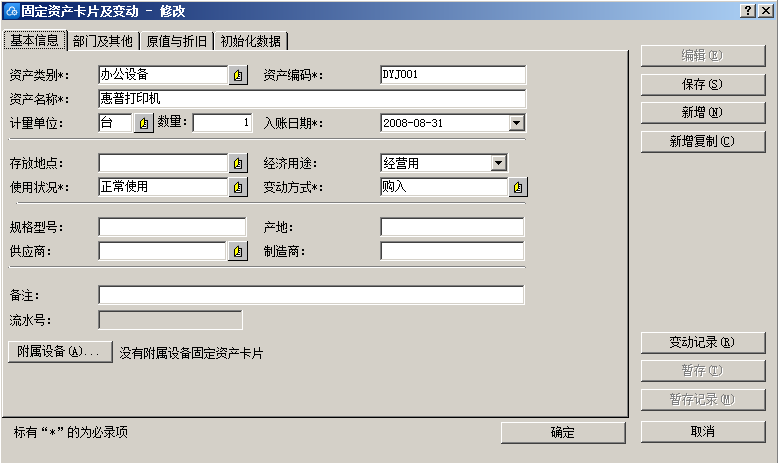 固定资产卡片及变动 - 修改
基本信息 部门及其他 原值与折旧 初始化数据
编辑(E)
资产类别*: 办公设备 资产编码*: DYJ001
保存(S)
资产名称*: 惠普打印机
新增(N)
计量单位: 台 数量: 1 入账日期*: 2008-08-31
新增复制(C)
存放地点: 经济用途: 经营用
使用状况*: 正常使用 变动方式*: 购入
规格型号: 产地:
供应商: 制造商:
备注:
流水号:
变动记录(R)
附属设备(A)... 没有附属设备固定资产卡片
暂存(T)
暂存记录(M)
标有“*”的为必录项 确定 取消